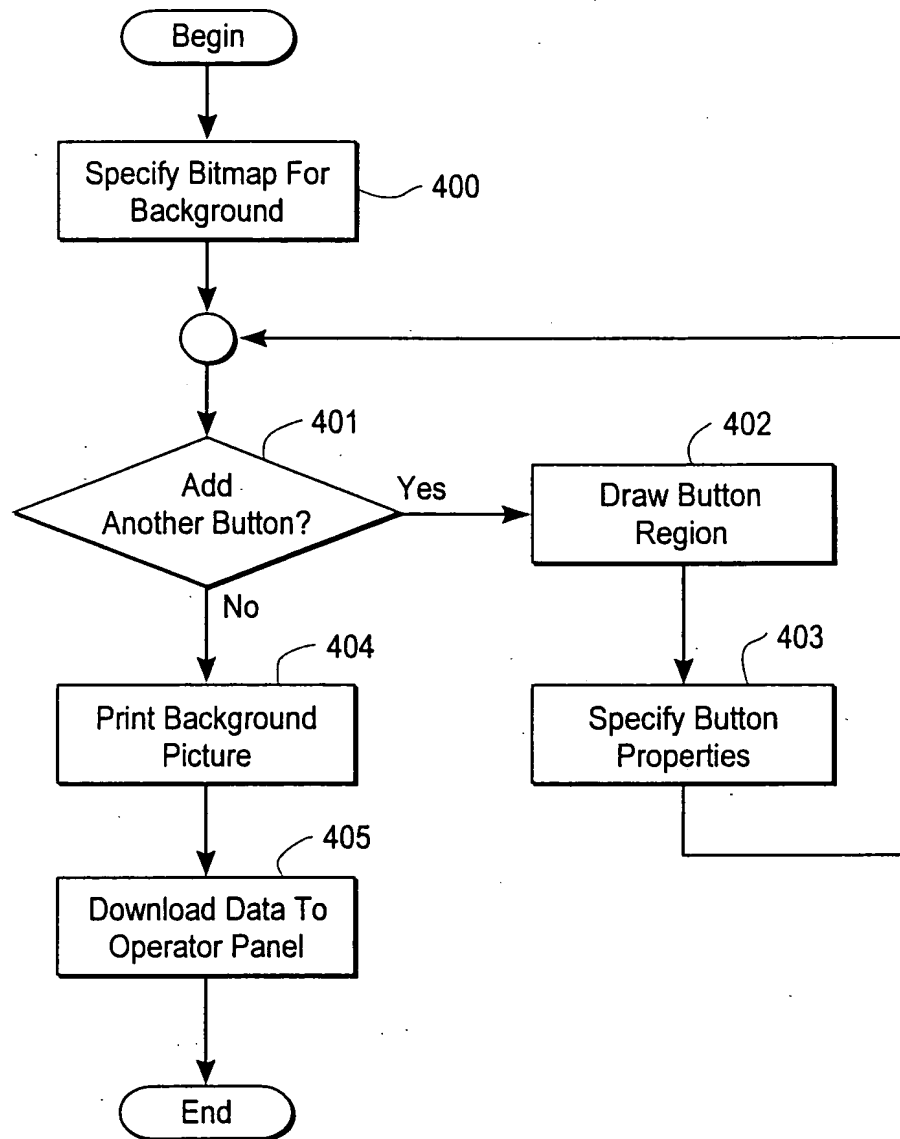 Begin
Specify Bitmap For
Background
400
401
Add
Another Button?
Yes
No
402
Draw Button
Region
403
Specify Button
Properties
404
Print Background
Picture
405
Download Data To
Operator Panel
End